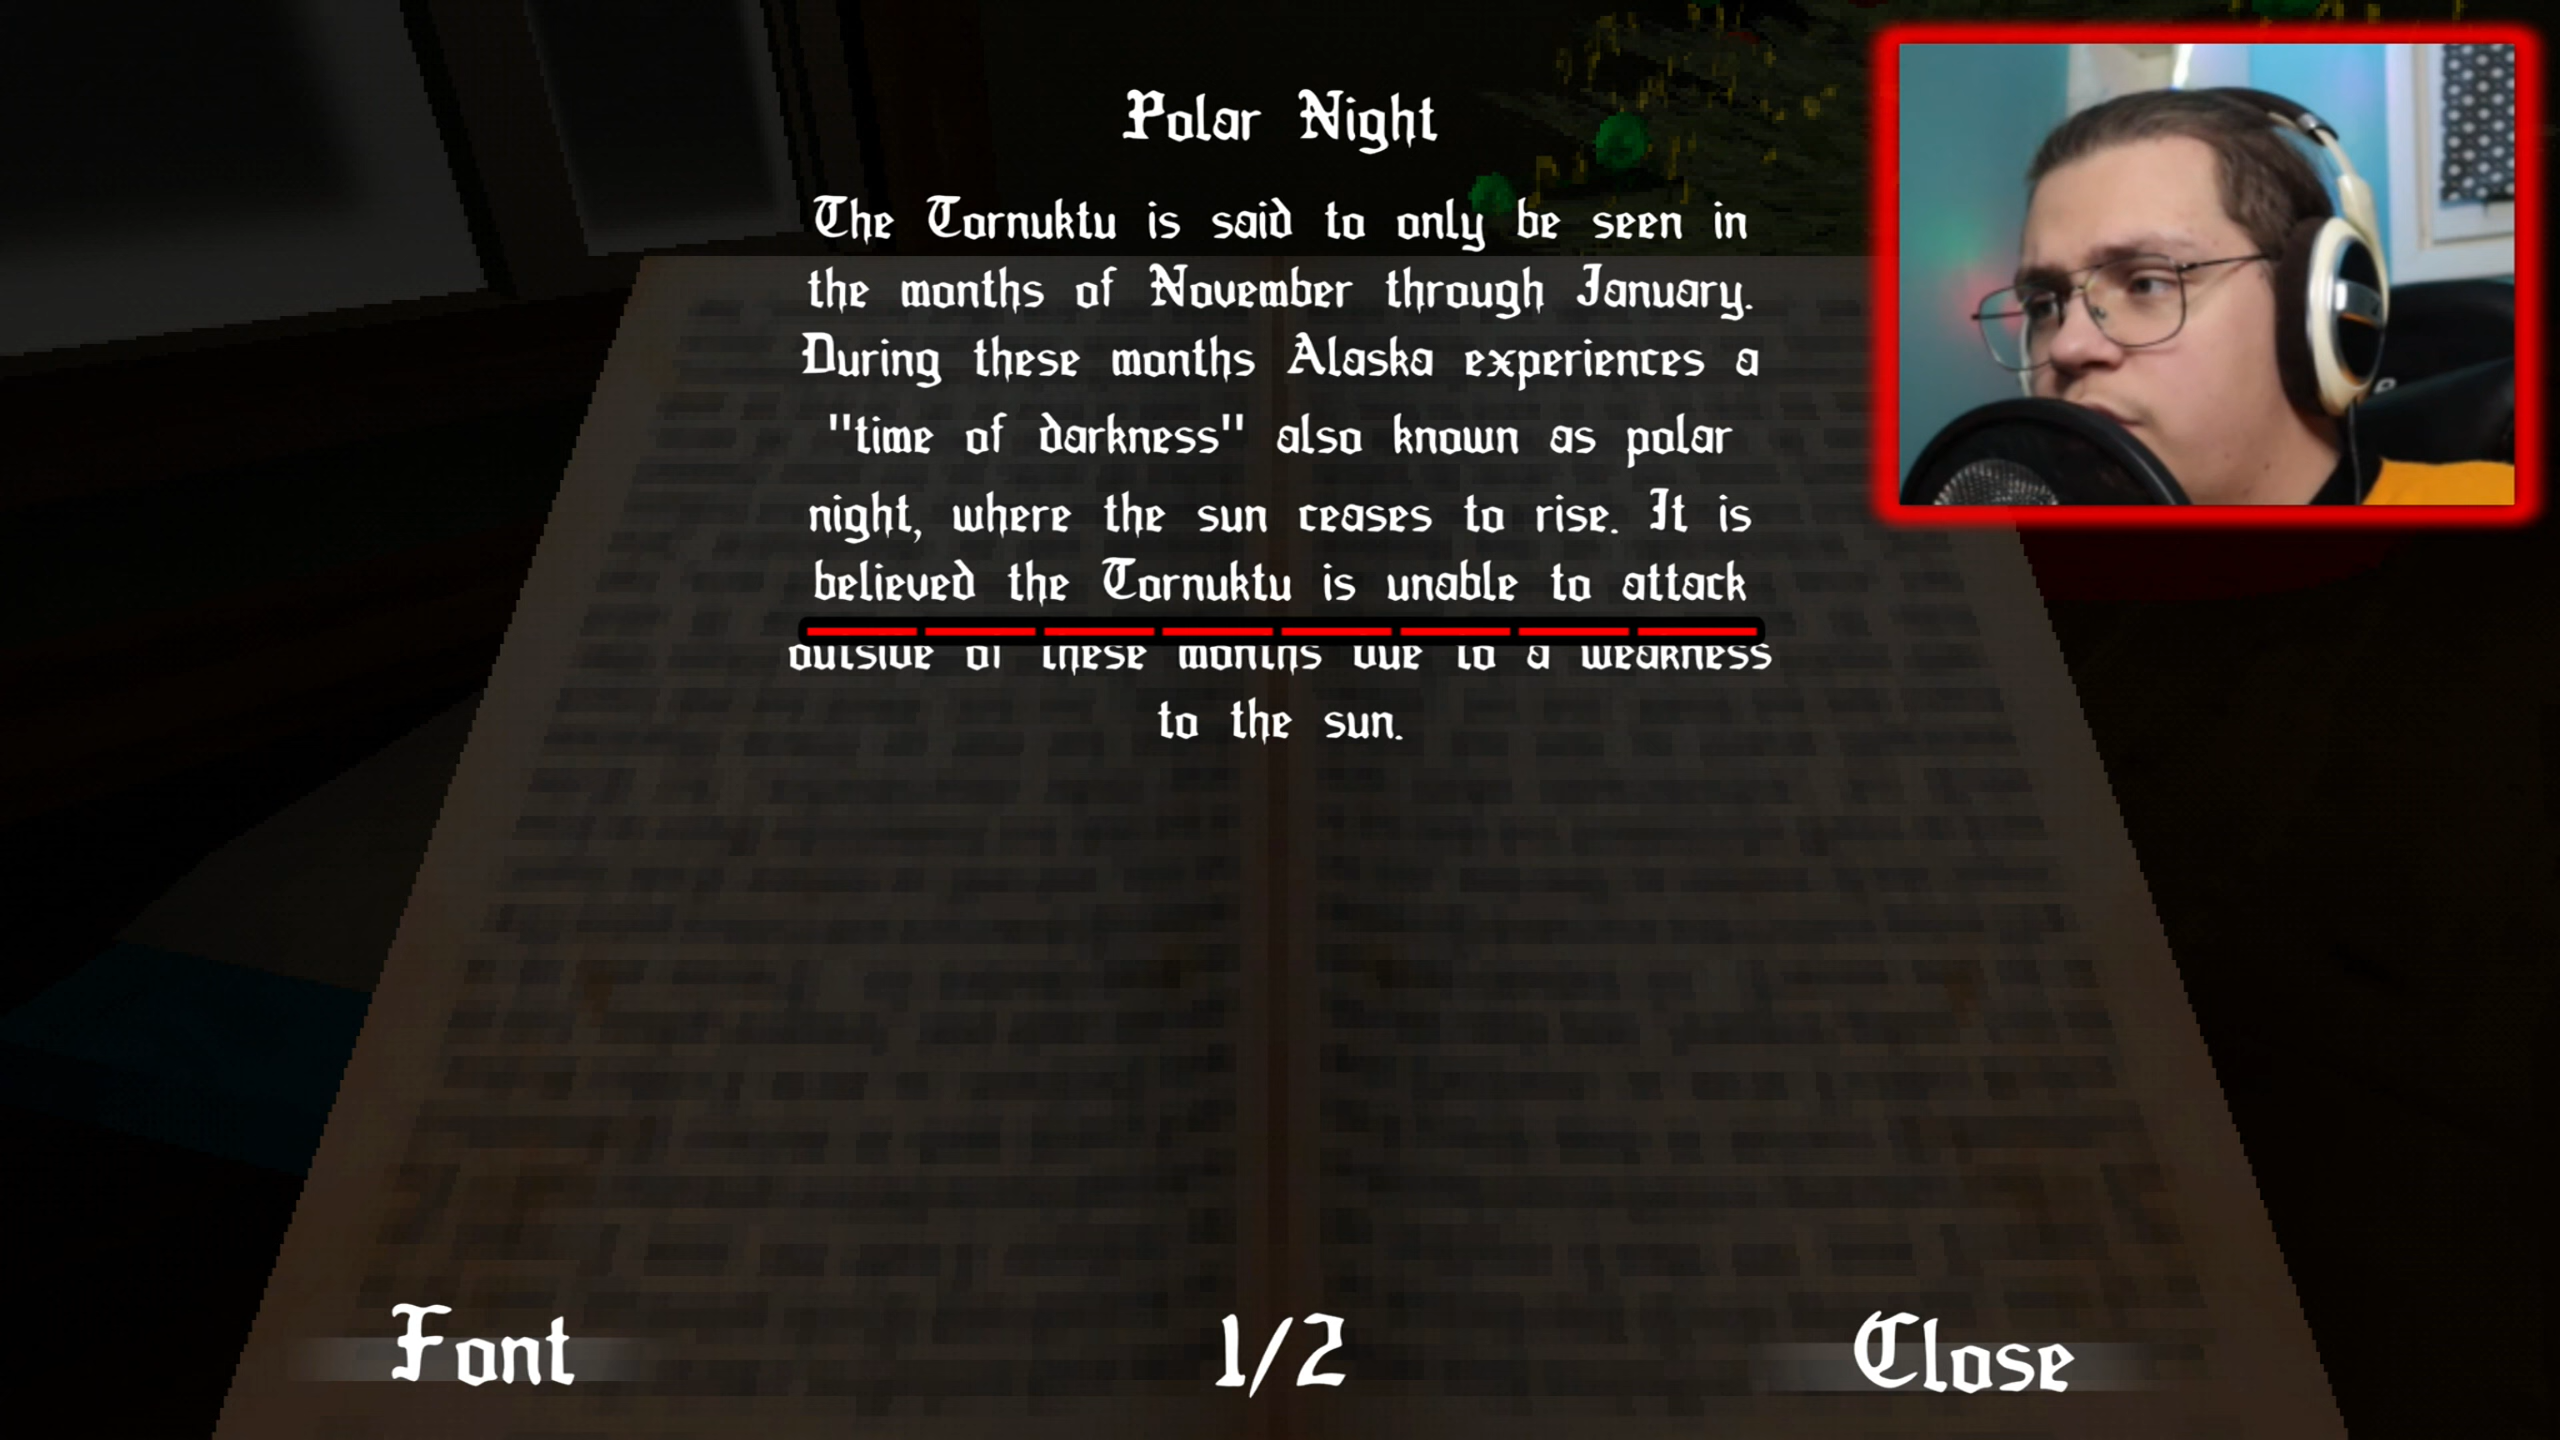 Polar Night
The Tornuktu is said to only be seen in
the months of November through January.
During these months Alaska experiences a
"time of darkness" also known as polar
night, where the sun ceases to rise. It is
believed the Tornuktu is unable to attack
outside of these months due to a weakness
to the sun.
Font
1/2
Close